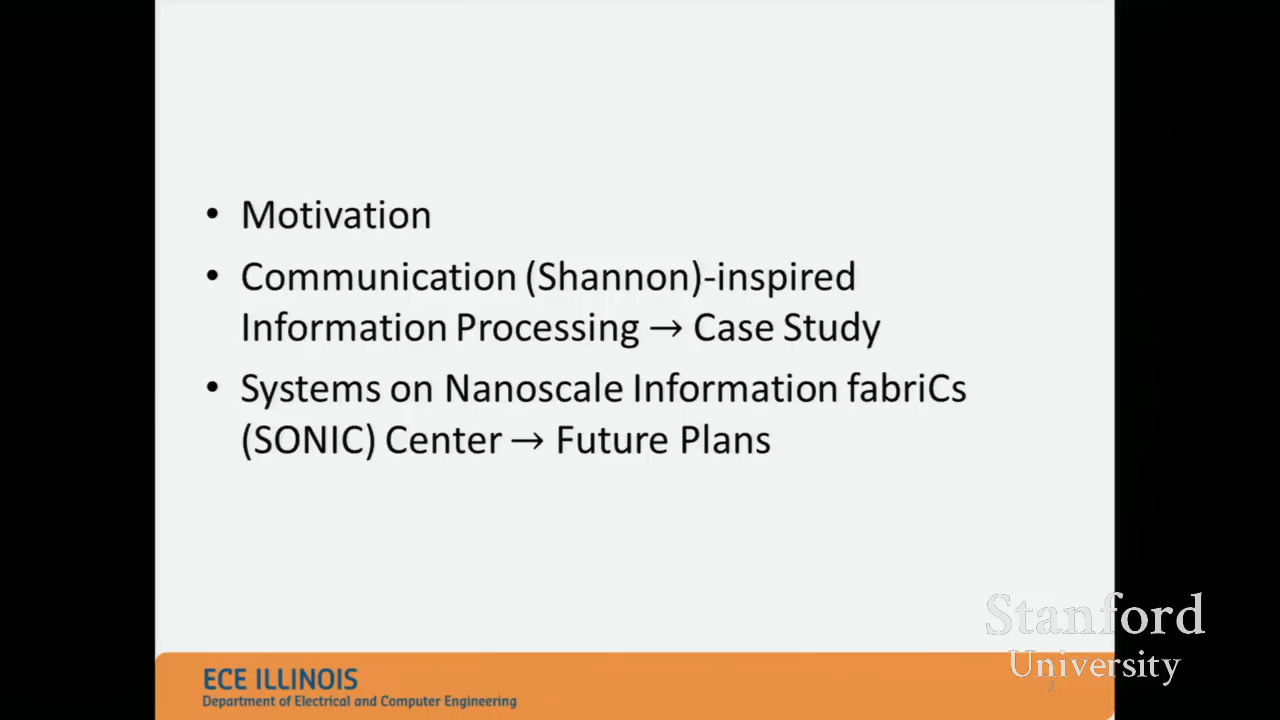 • Motivation
• Communication (Shannon)-inspired
Information Processing → Case Study
• Systems on Nanoscale Information fabriCs
(SONIC) Center → Future Plans
Stanford
University
ECE ILLINOIS
Department of Electrical and Computer Engineering
2